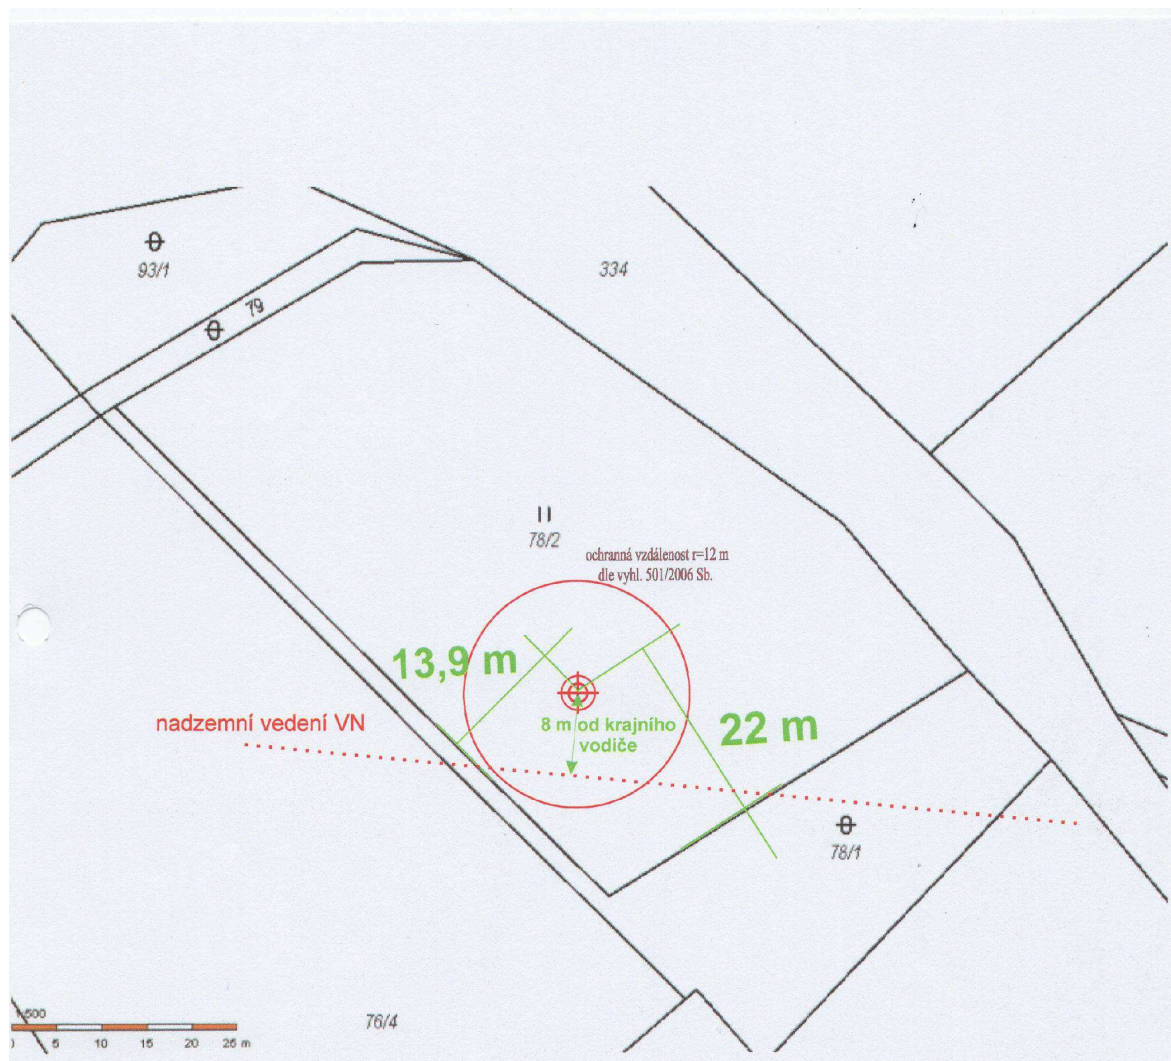 93/1
334
79
78/2
ochranná vzdálenost r=12 m
dle vyhl. 501/2006 Sb.
13,9 m
nadzemní vedení VN
8 m od krajního
vodiče
22 m
78/1
76/4
1:500
5 10 15 20 25 m